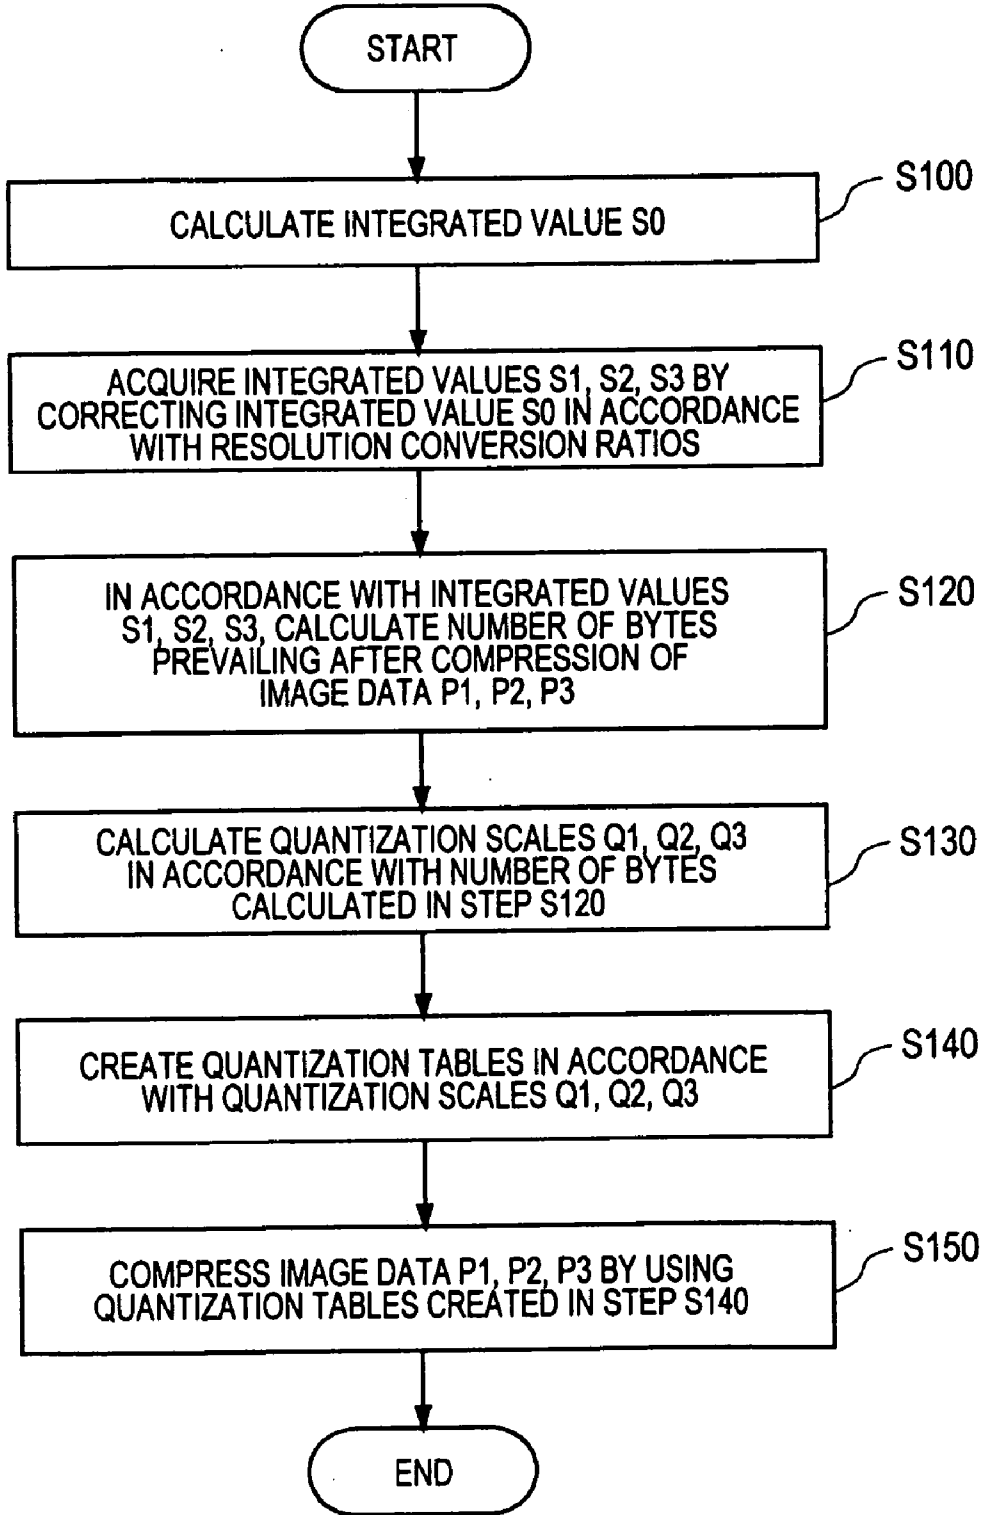 START
S100
CALCULATE INTEGRATED VALUE S0
S110
ACQUIRE INTEGRATED VALUES S1, S2, S3 BY
CORRECTING INTEGRATED VALUE S0 IN ACCORDANCE
WITH RESOLUTION CONVERSION RATIOS
S120
IN ACCORDANCE WITH INTEGRATED VALUES
S1, S2, S3, CALCULATE NUMBER OF BYTES
PREVAILING AFTER COMPRESSION OF
IMAGE DATA P1, P2, P3
S130
CALCULATE QUANTIZATION SCALES Q1, Q2, Q3
IN ACCORDANCE WITH NUMBER OF BYTES
CALCULATED IN STEP S120
S140
CREATE QUANTIZATION TABLES IN ACCORDANCE
WITH QUANTIZATION SCALES Q1, Q2, Q3
S150
COMPRESS IMAGE DATA P1, P2, P3 BY USING
QUANTIZATION TABLES CREATED IN STEP S140
END